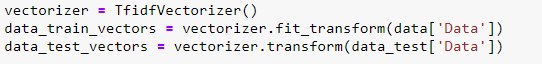 vectorizer = TfidfVectorizer()
data_train_vectors = vectorizer.fit_transform(data['Data'])
data_test_vectors = vectorizer.transform(data_test['Data'])